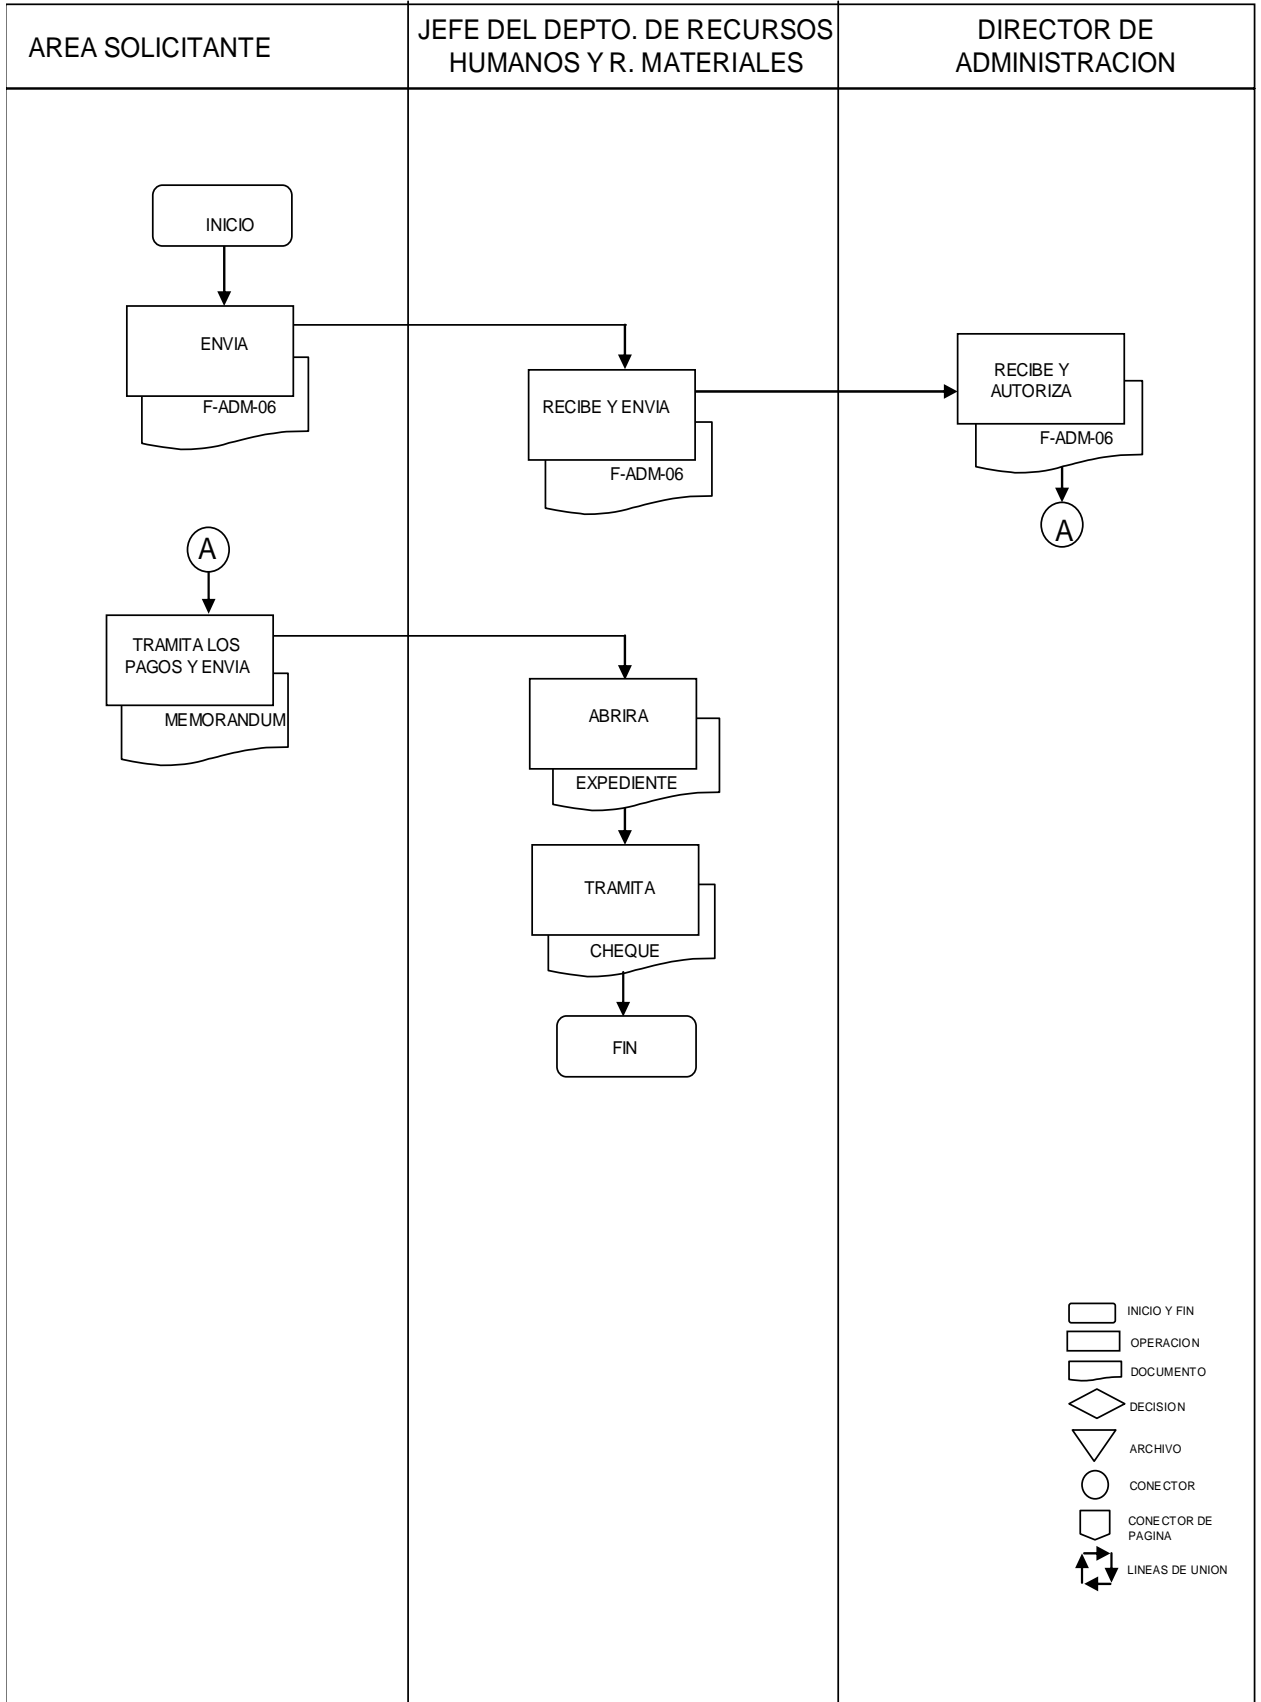 AREA SOLICITANTE
JEFE DEL DEPTO. DE RECURSOS
HUMANOS Y R. MATERIALES
DIRECTOR DE
ADMINISTRACION
INICIO
ENVIA
F-ADM-06
RECIBE Y ENVIA
F-ADM-06
RECIBE Y
AUTORIZA
F-ADM-06
A
A
TRAMITA LOS
PAGOS Y ENVIA
MEMORANDUM
ABRIRA
EXPEDIENTE
TRAMITA
CHEQUE
FIN
INICIO Y FIN
OPERACION
DOCUMENTO
DECISION
ARCHIVO
CONECTOR
CONECTOR DE
PAGINA
LINEAS DE UNION